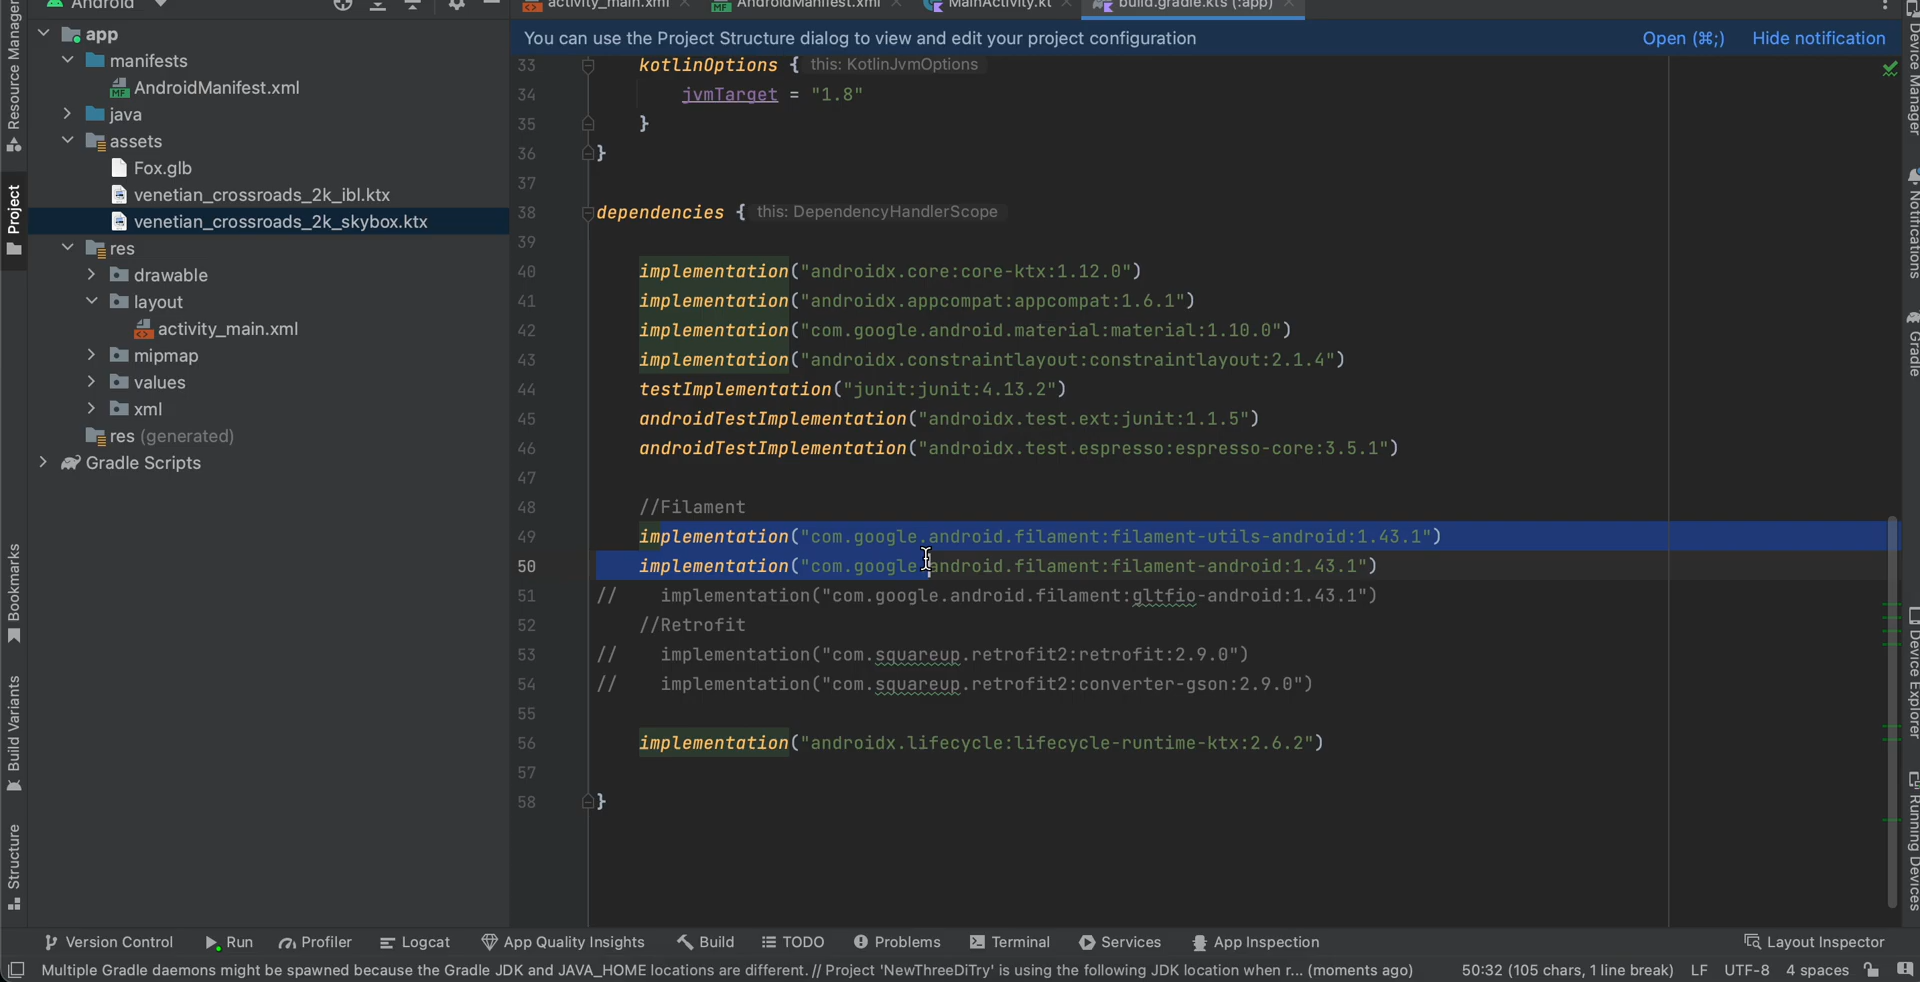 Android
activity_main.xml
AndroidManifest.xml
MainActivity.kt
build.gradle.kts (:app)
You can use the Project Structure dialog to view and edit your project configuration
Open (⌘;)
Hide notification
Resource Manager
Project
Bookmarks
Build Variants
Structure
app
manifests
AndroidManifest.xml
java
assets
Fox.glb
venetian_crossroads_2k_ibl.ktx
venetian_crossroads_2k_skybox.ktx
res
drawable
layout
activity_main.xml
mipmap
values
xml
res (generated)
Gradle Scripts
33 kotlinOptions { this: KotlinJvmOptions
34 jvmTarget = "1.8"
35 }
36 }
37
38 dependencies { this: DependencyHandlerScope
39
40 implementation("androidx.core:core-ktx:1.12.0")
41 implementation("androidx.appcompat:appcompat:1.6.1")
42 implementation("com.google.android.material:material:1.10.0")
43 implementation("androidx.constraintlayout:constraintlayout:2.1.4")
44 testImplementation("junit:junit:4.13.2")
45 androidTestImplementation("androidx.test.ext:junit:1.1.5")
46 androidTestImplementation("androidx.test.espresso:espresso-core:3.5.1")
47
48 //Filament
49 implementation("com.google.android.filament:filament-utils-android:1.43.1")
50 implementation("com.google.android.filament:filament-android:1.43.1")
51 // implementation("com.google.android.filament:gltfio-android:1.43.1")
52 //Retrofit
53 // implementation("com.squareup.retrofit2:retrofit:2.9.0")
54 // implementation("com.squareup.retrofit2:converter-gson:2.9.0")
55
56 implementation("androidx.lifecycle:lifecycle-runtime-ktx:2.6.2")
57
58 }
Device Manager
Notifications
Gradle
Device Explorer
Running Devices
Version Control
Run
Profiler
Logcat
App Quality Insights
Build
TODO
Problems
Terminal
Services
App Inspection
Layout Inspector
Multiple Gradle daemons might be spawned because the Gradle JDK and JAVA_HOME locations are different. // Project 'NewThreeDiTry' is using the following JDK location when r... (moments ago)
50:32 (105 chars, 1 line break)
LF
UTF-8
4 spaces